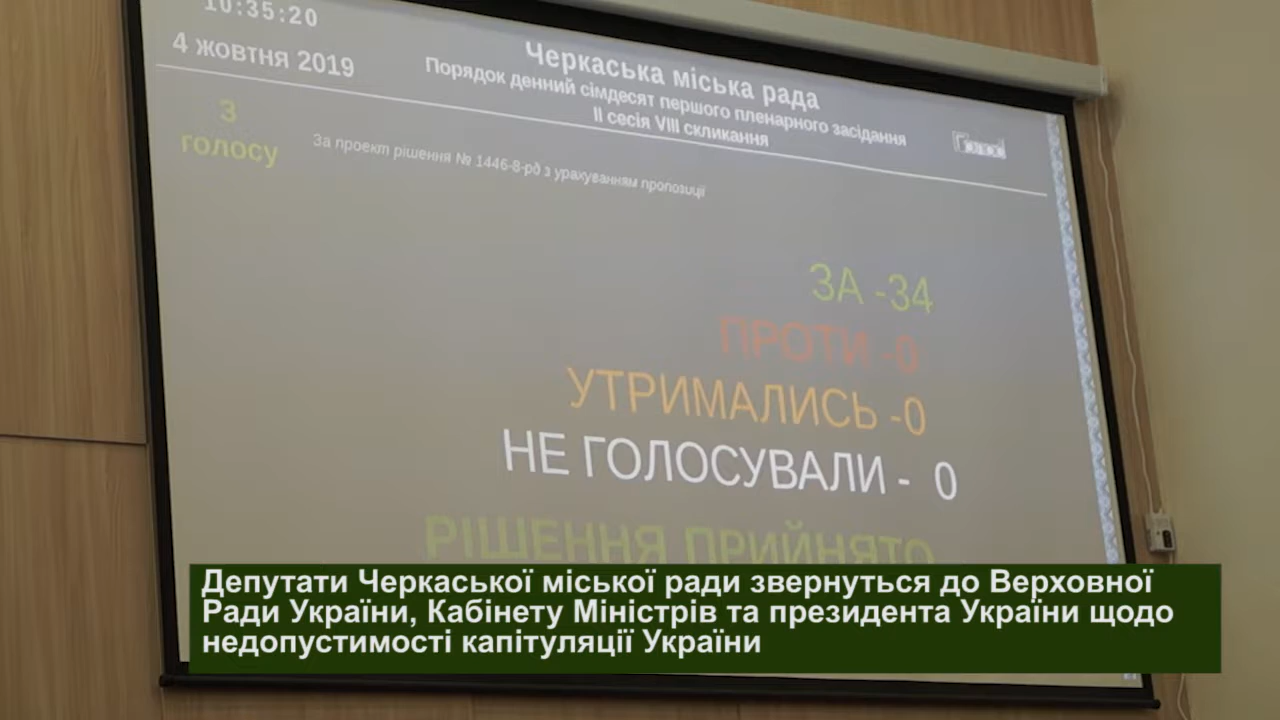 10:35:20
4 жовтня 2019
Черкаська міська рада
Порядок денний сімдесят першого пленарного засідання
II сесія VIII скликання
З
голосу
За проект рішення № 1446-8-рд з урахуванням пропозиції
ЗА -34
ПРОТИ -0
УТРИМАЛИСЬ -0
НЕ ГОЛОСУВАЛИ - 0
РІШЕННЯ ПРИЙНЯТО
Депутати Черкаської міської ради звернуться до Верховної
Ради України, Кабінету Міністрів та президента України щодо
недопустимості капітуляції України